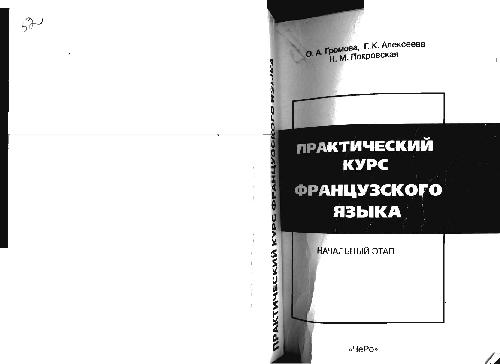 О. А. Громова, Г. К. Алексеева
Н. М. Покровская
ПРАКТИЧЕСКИЙ
КУРС
ФРАНЦУЗСКОГО
ЯЗЫКА
НАЧАЛЬНЫЙ ЭТАП
«ЧеРо»
ПРАКТИЧЕСКИЙ КУРС ФРАНЦУЗСКОГО ЯЗЫКА